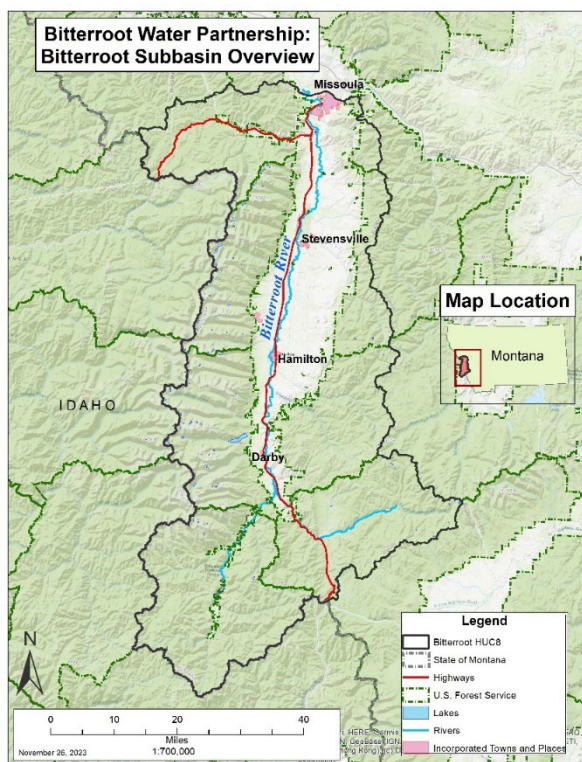 Bitterroot Water Partnership:
Bitterroot Subbasin Overview
Missoula
Stevensville
Bitterroot River
Map Location
Montana
Hamilton
IDAHO
Darby
N
0 10 20 40
Miles
1:700,000
November 26, 2023
Legend
Bitterroot HUC8
State of Montana
Highways
U.S. Forest Service
Lakes
Rivers
Incorporated Towns and Places